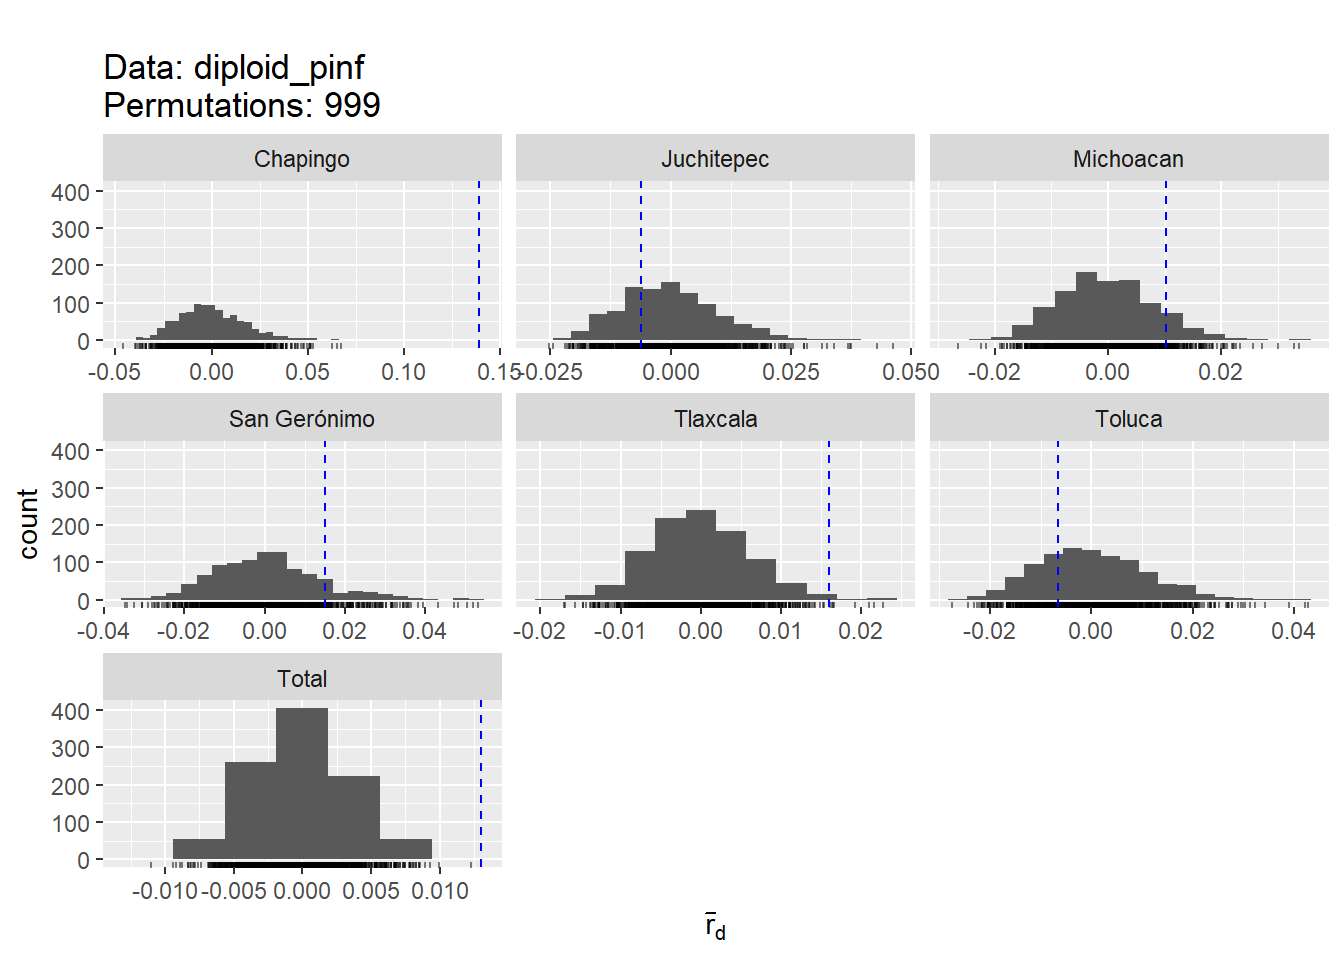 Data: diploid_pinf
Permutations: 999
Chapingo Juchitepec Michoacan
400
300
200
100
0
-0.05 0.00 0.05 0.10 0.15 -0.025 0.000 0.025 0.050 -0.02 0.00 0.02
San Gerónimo Tlaxcala Toluca
400
300
200
100
0
-0.04 -0.02 0.00 0.02 0.04 -0.02 -0.01 0.00 0.01 0.02 -0.02 0.00 0.02 0.04
count
Total
400
300
200
100
0
-0.010 -0.005 0.000 0.005 0.010
r̄d